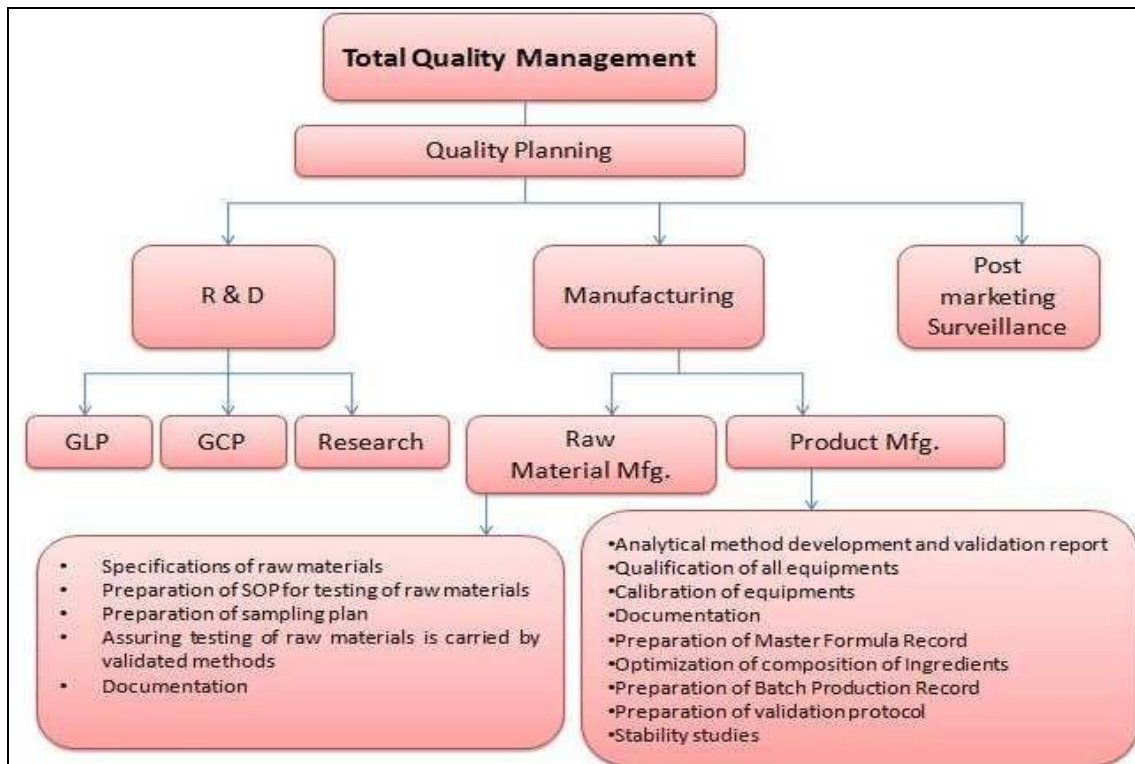 Total Quality Management
Quality Planning
R & D
Manufacturing
Post
marketing
Surveillance
GLP
GCP
Research
Raw
Material Mfg.
Product Mfg.
• Specifications of raw materials
• Preparation of SOP for testing of raw materials
• Preparation of sampling plan
• Assuring testing of raw materials is carried by
validated methods
• Documentation
•Analytical method development and validation report
•Qualification of all equipments
•Calibration of equipments
•Documentation
•Preparation of Master Formula Record
•Optimization of composition of Ingredients
•Preparation of Batch Production Record
•Preparation of validation protocol
•Stability studies